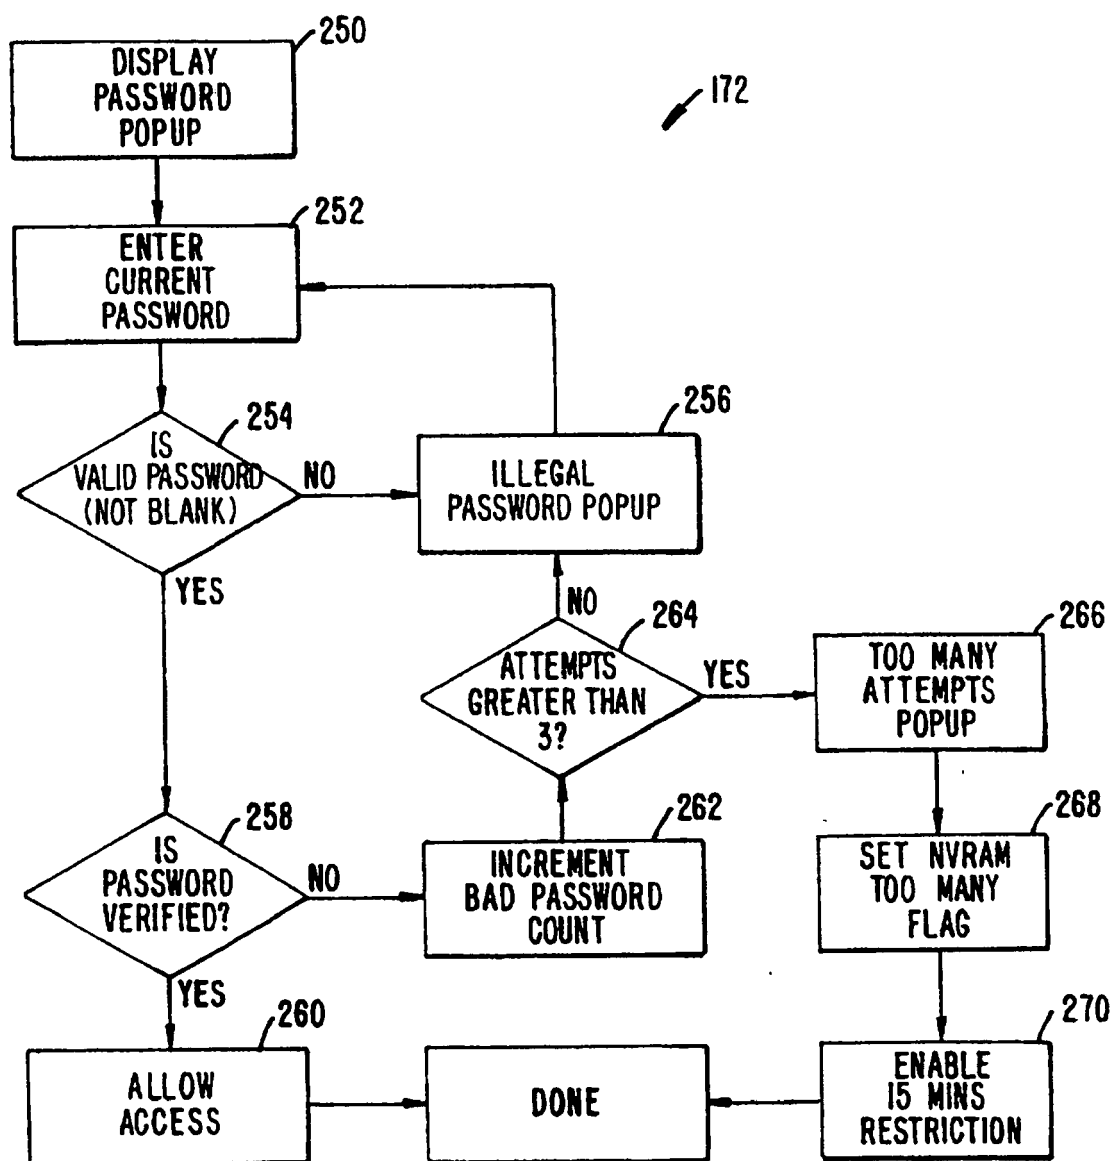 250
DISPLAY
PASSWORD
POPUP
172
252
ENTER
CURRENT
PASSWORD
254
IS
VALID PASSWORD
(NOT BLANK)
NO
YES
256
ILLEGAL
PASSWORD POPUP
NO
264
ATTEMPTS
GREATER THAN
3?
YES
266
TOO MANY
ATTEMPTS
POPUP
258
IS
PASSWORD
VERIFIED?
NO
YES
262
INCREMENT
BAD PASSWORD
COUNT
268
SET NVRAM
TOO MANY
FLAG
260
ALLOW
ACCESS
DONE
270
ENABLE
15 MINS
RESTRICTION